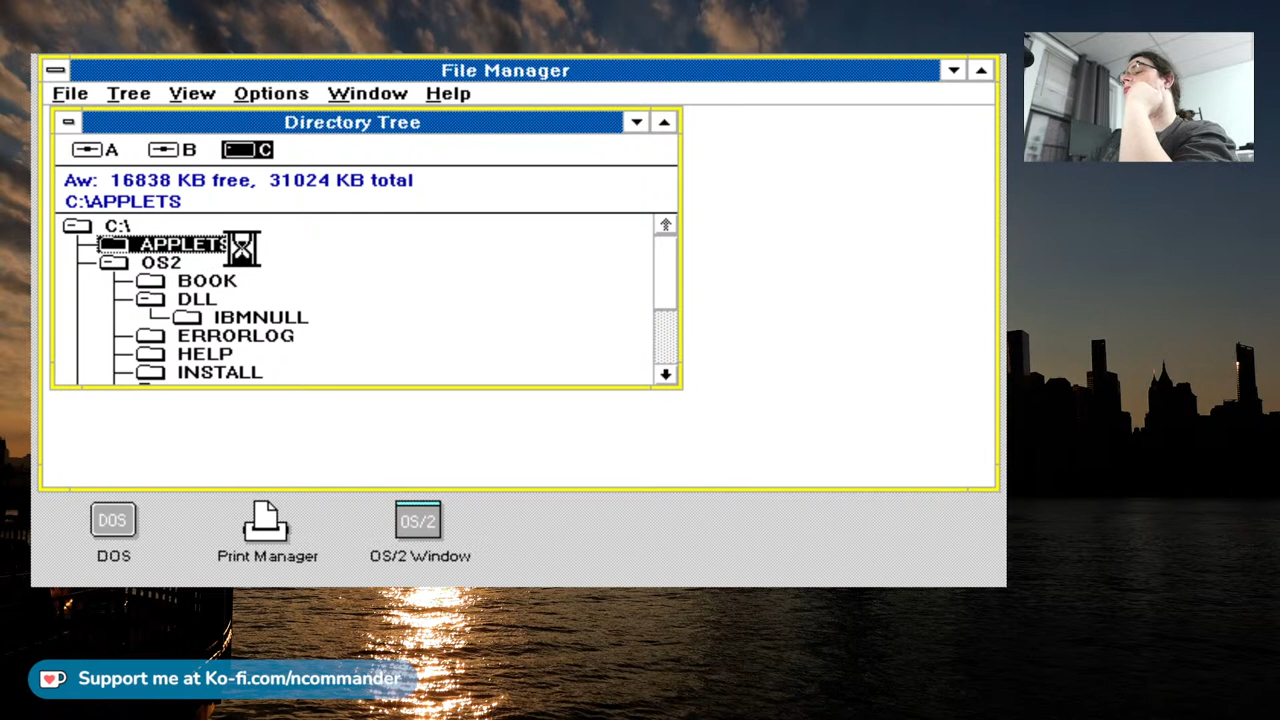 File Manager
File Tree View Options Window Help
Directory Tree
A B C
Aw: 16838 KB free, 31024 KB total
C:\APPLETS
C:\
APPLETS
OS2
BOOK
DLL
IBMNULL
ERRORLOG
HELP
INSTALL
DOS OS/2
DOS Print Manager OS/2 Window
Support me at Ko-fi.com/ncommander